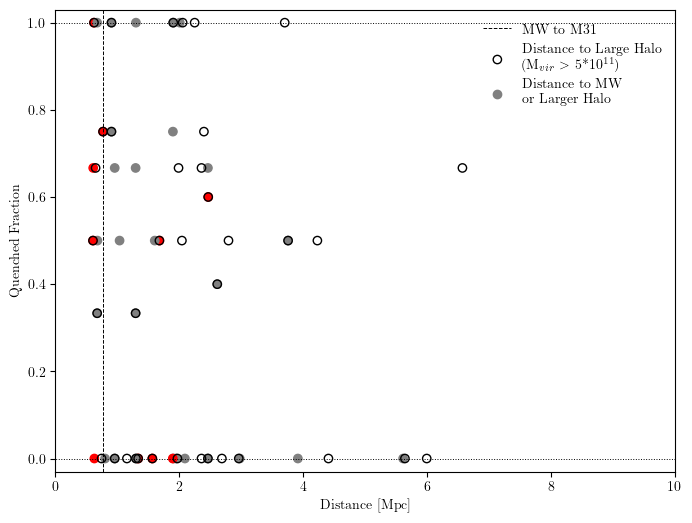 MW to M31
Distance to Large Halo
(M_vir > 5*10^11)
Distance to MW
or Larger Halo
1.0
0.8
0.6
0.4
0.2
0.0
Quenched Fraction
0 2 4 6 8 10
Distance [Mpc]